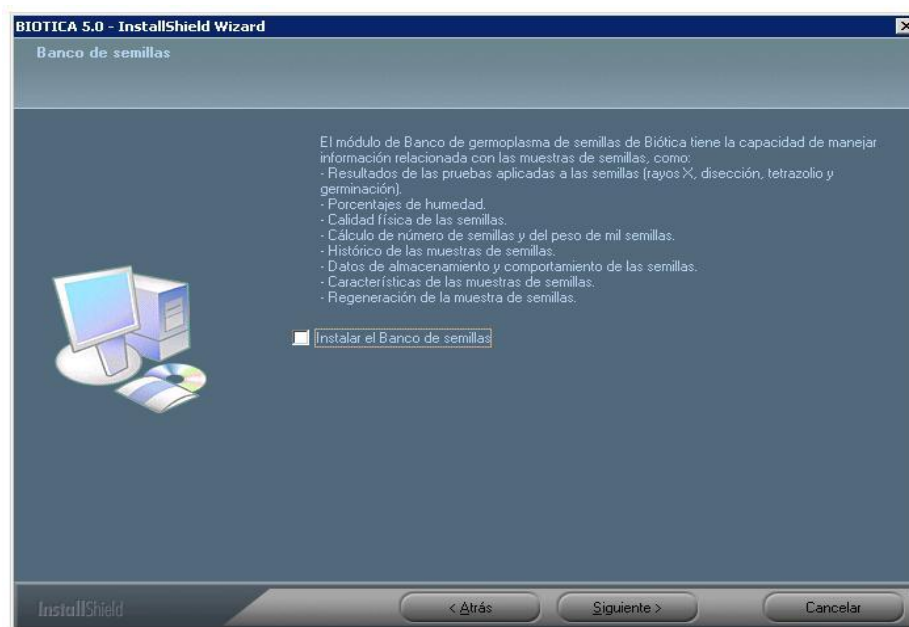 BIOTICA 5.0 - InstallShield Wizard
Banco de semillas
El módulo de Banco de germoplasma de semillas de Biótica tiene la capacidad de manejar
información relacionada con las muestras de semillas, como:
- Resultados de las pruebas aplicadas a las semillas (rayos X, disección, tetrazolio y
germinación).
- Porcentajes de humedad.
- Calidad física de las semillas.
- Cálculo de número de semillas y del peso de mil semillas.
- Histórico de las muestras de semillas.
- Datos de almacenamiento y comportamiento de las semillas.
- Características de las muestras de semillas.
- Regeneración de la muestra de semillas.
Instalar el Banco de semillas
InstallShield
< Atrás
Siguiente >
Cancelar